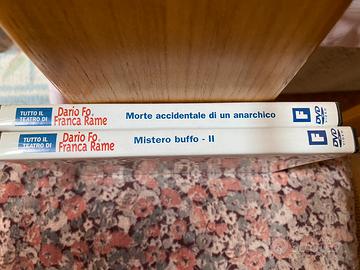 TUTTO IL
TEATRO DI
Dario Fo.
Franca Rame
Morte accidentale di un anarchico
F
DVD
TUTTO IL
TEATRO DI
Dario Fo.
Franca Rame
Mistero buffo - II
F
DVD